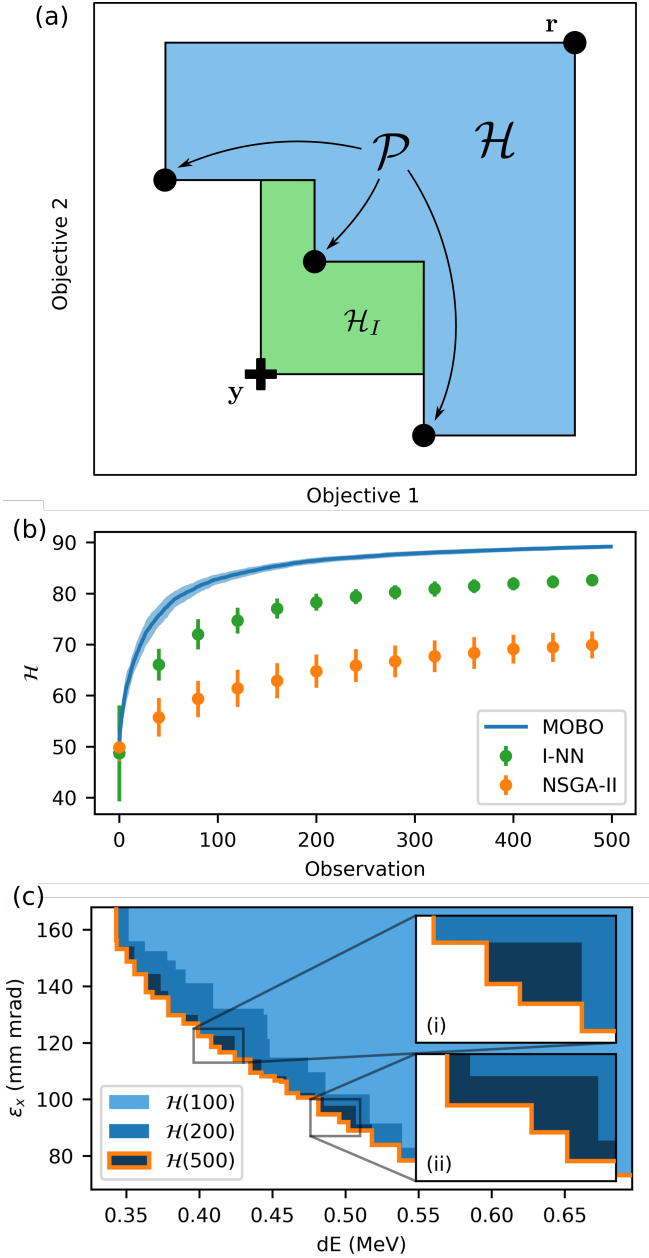 (a)
r
𝒫
ℋ
Objective 2
ℋ_I
y
Objective 1
(b)
90
80
70
60
50
40
ℋ
MOBO
I-NN
NSGA-II
0
100
200
300
400
500
Observation
(c)
160
140
120
100
80
ε_x (mm mrad)
(i)
(ii)
ℋ(100)
ℋ(200)
ℋ(500)
0.35
0.40
0.45
0.50
0.55
0.60
0.65
dE (MeV)